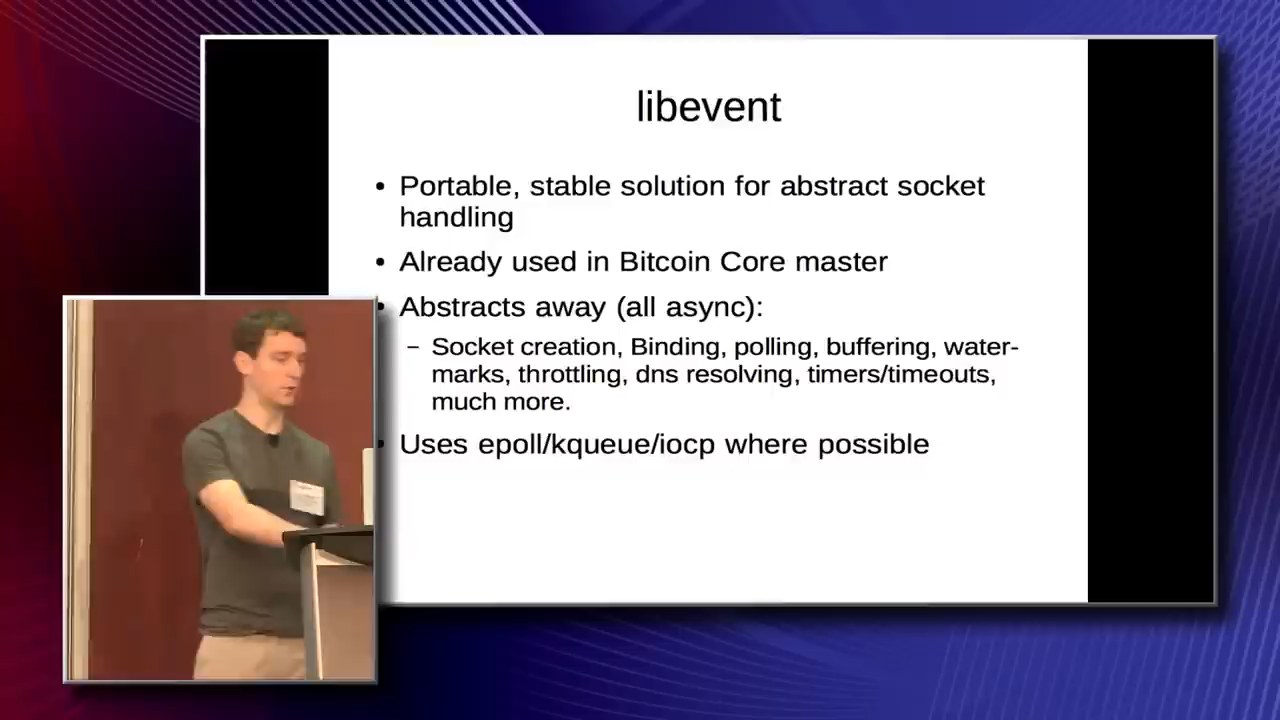 libevent
• Portable, stable solution for abstract socket
handling
• Already used in Bitcoin Core master
• Abstracts away (all async):
– Socket creation, Binding, polling, buffering, water-
marks, throttling, dns resolving, timers/timeouts,
much more.
• Uses epoll/kqueue/iocp where possible